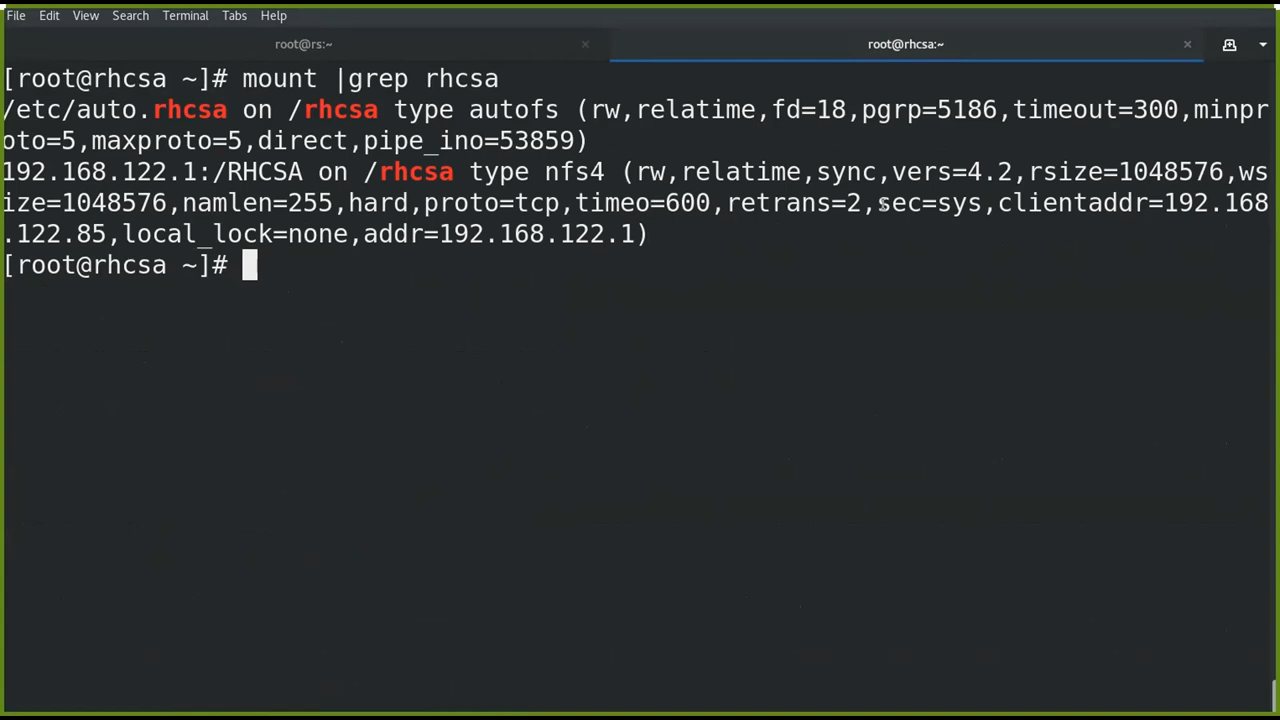 File Edit View Search Terminal Tabs Help
root@rs:~ × root@rhcsa:~ ×
[root@rhcsa ~]# mount |grep rhcsa
/etc/auto.rhcsa on /rhcsa type autofs (rw,relatime,fd=18,pgrp=5186,timeout=300,minpr
oto=5,maxproto=5,direct,pipe_ino=53859)
192.168.122.1:/RHCSA on /rhcsa type nfs4 (rw,relatime,sync,vers=4.2,rsize=1048576,ws
ize=1048576,namlen=255,hard,proto=tcp,timeo=600,retrans=2,sec=sys,clientaddr=192.168
.122.85,local_lock=none,addr=192.168.122.1)
[root@rhcsa ~]#